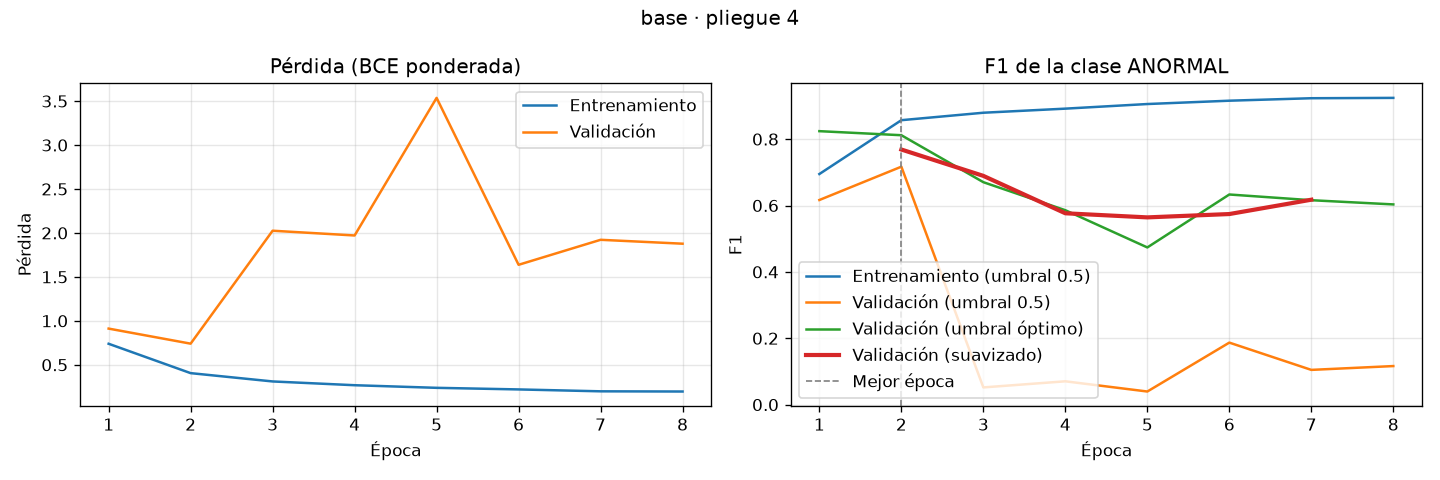 base · pliegue 4
Pérdida (BCE ponderada)
Pérdida
3.5
3.0
2.5
2.0
1.5
1.0
0.5
Entrenamiento
Validación
1 2 3 4 5 6 7 8
Época
F1 de la clase ANORMAL
F1
0.8
0.6
0.4
0.2
0.0
Entrenamiento (umbral 0.5)
Validación (umbral 0.5)
Validación (umbral óptimo)
Validación (suavizado)
Mejor época
1 2 3 4 5 6 7 8
Época